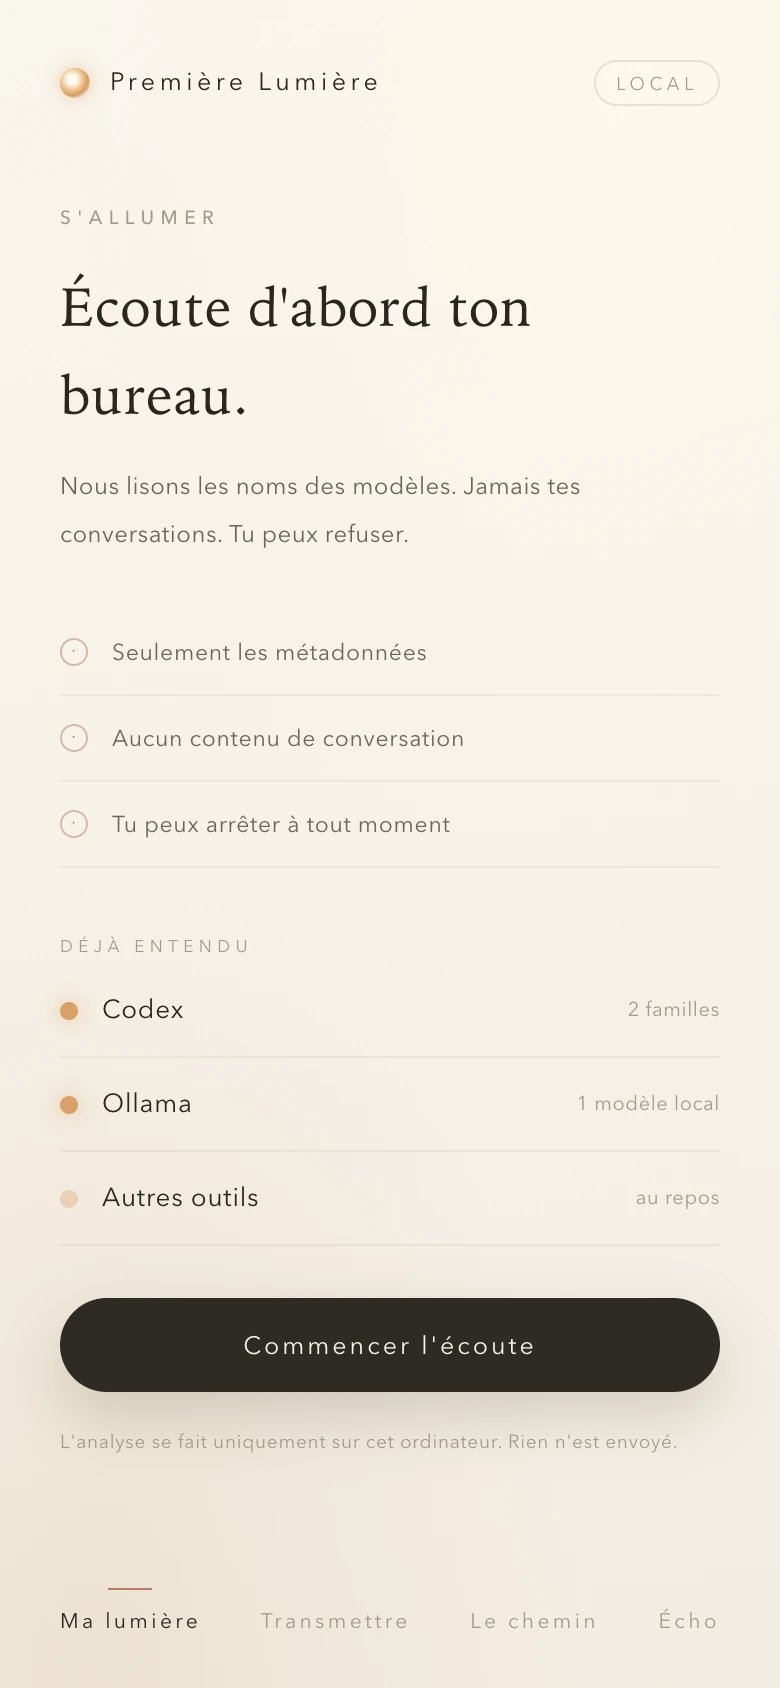 Première Lumière
LOCAL
S'ALLUMER
Écoute d'abord ton
bureau.
Nous lisons les noms des modèles. Jamais tes
conversations. Tu peux refuser.
Seulement les métadonnées
Aucun contenu de conversation
Tu peux arrêter à tout moment
DÉJÀ ENTENDU
Codex
2 familles
Ollama
1 modèle local
Autres outils
au repos
Commencer l'écoute
L'analyse se fait uniquement sur cet ordinateur. Rien n'est envoyé.
Ma lumière
Transmettre
Le chemin
Écho